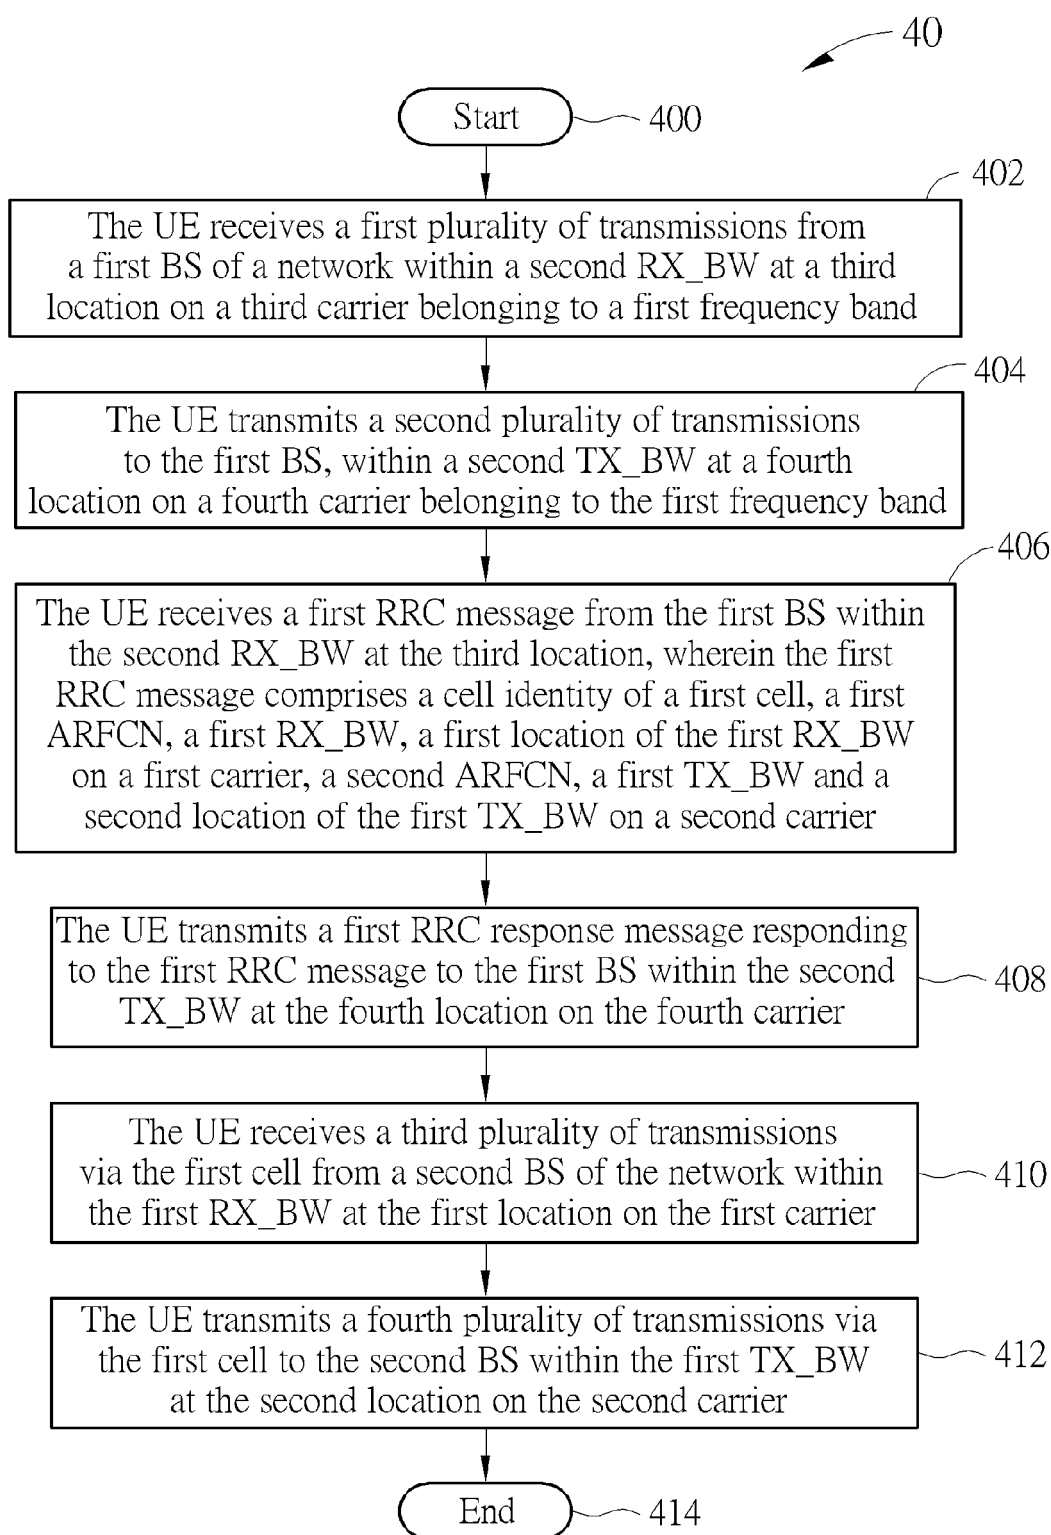 40
Start
400
402
The UE receives a first plurality of transmissions from
a first BS of a network within a second RX_BW at a third
location on a third carrier belonging to a first frequency band
404
The UE transmits a second plurality of transmissions
to the first BS, within a second TX_BW at a fourth
location on a fourth carrier belonging to the first frequency band
406
The UE receives a first RRC message from the first BS within
the second RX_BW at the third location, wherein the first
RRC message comprises a cell identity of a first cell, a first
ARFCN, a first RX_BW, a first location of the first RX_BW
on a first carrier, a second ARFCN, a first TX_BW and a
second location of the first TX_BW on a second carrier
The UE transmits a first RRC response message responding
to the first RRC message to the first BS within the second
TX_BW at the fourth location on the fourth carrier
408
The UE receives a third plurality of transmissions
via the first cell from a second BS of the network within
the first RX_BW at the first location on the first carrier
410
The UE transmits a fourth plurality of transmissions via
the first cell to the second BS within the first TX_BW
at the second location on the second carrier
412
End
414